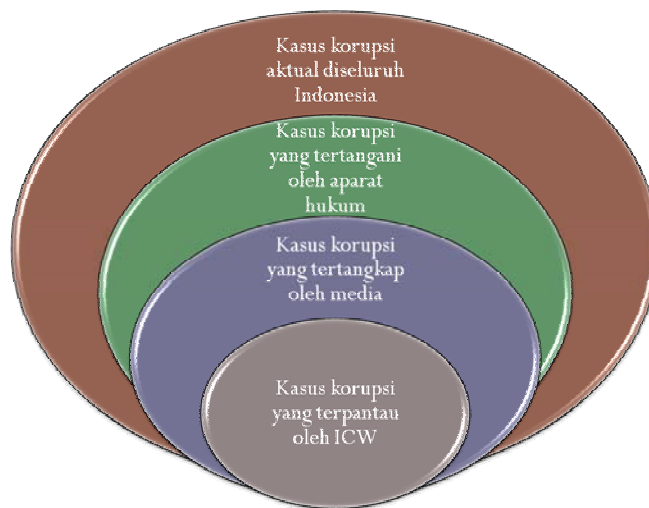 Kasus korupsi
aktual diseluruh
Indonesia
Kasus korupsi
yang tertangani
oleh aparat
hukum
Kasus korupsi
yang tertangkap
oleh media
Kasus korupsi
yang terpantau
oleh ICW